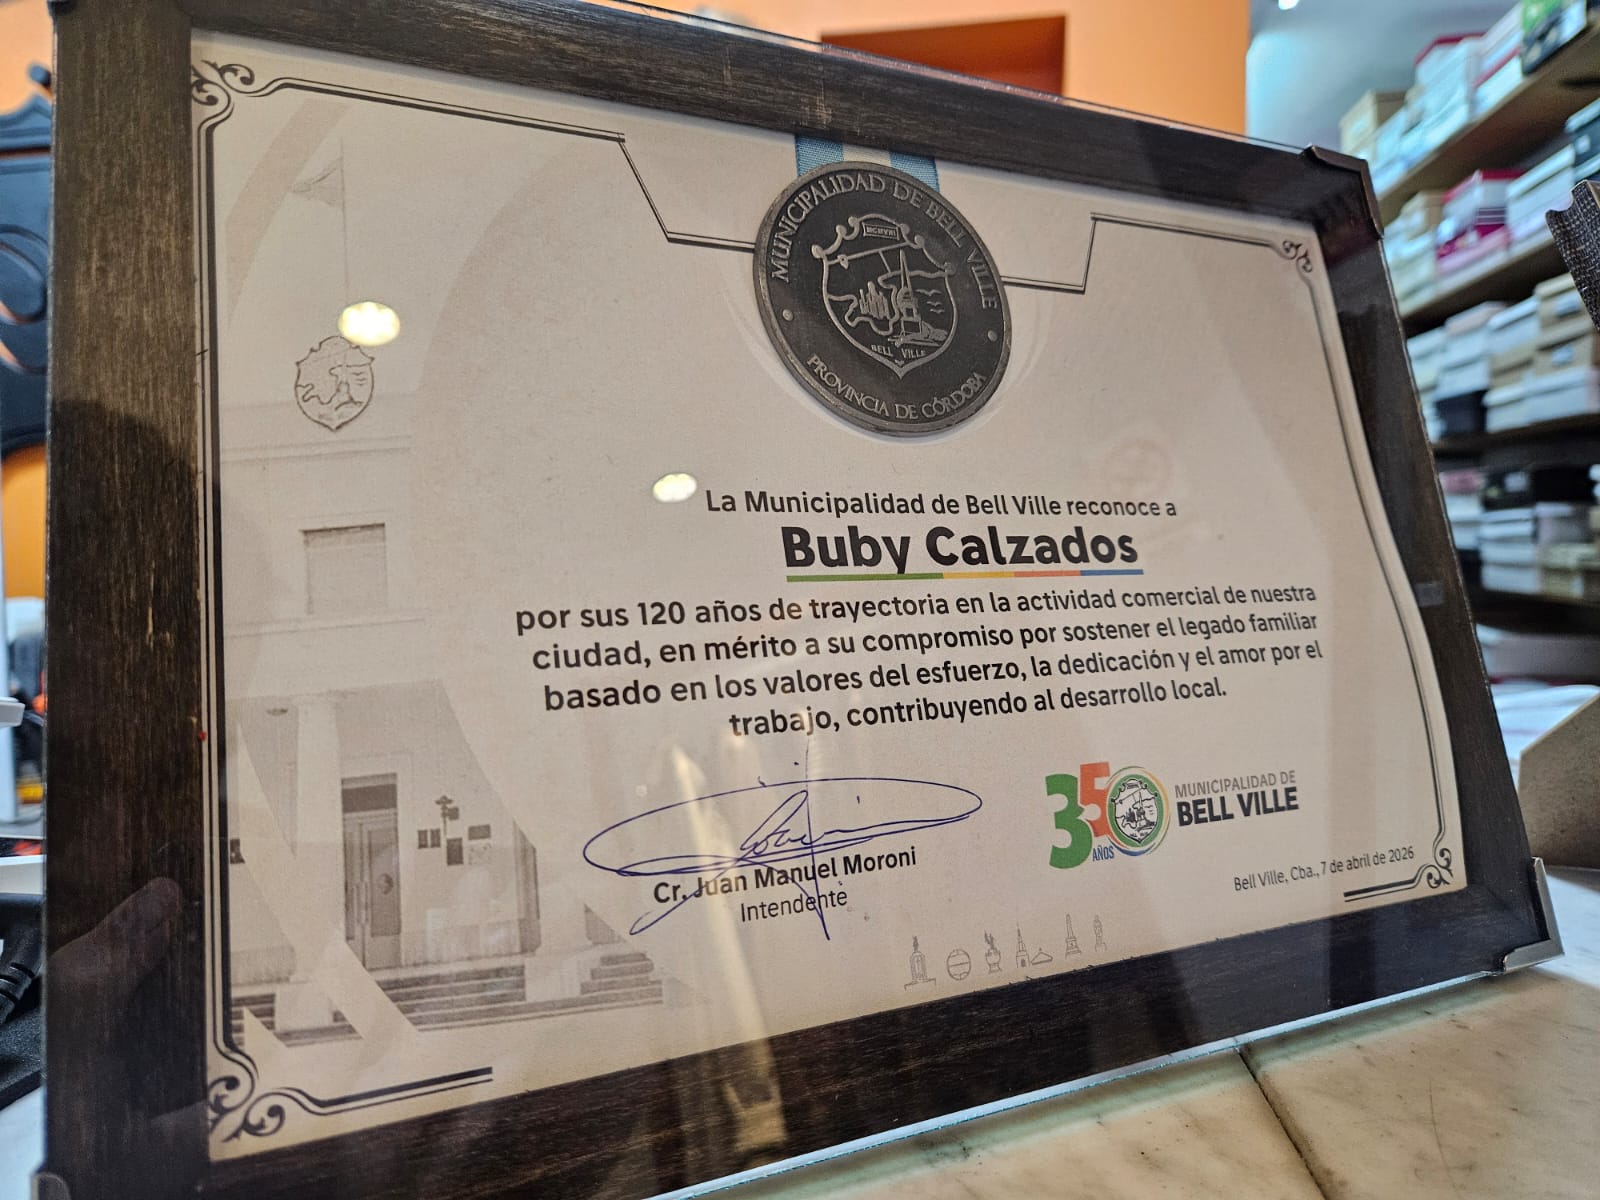 MUNICIPALIDAD DE BELL VILLE
BELL VILLE
PROVINCIA DE CÓRDOBA
La Municipalidad de Bell Ville reconoce a
Buby Calzados
por sus 120 años de trayectoria en la actividad comercial de nuestra
ciudad, en mérito a su compromiso por sostener el legado familiar
basado en los valores del esfuerzo, la dedicación y el amor por el
trabajo, contribuyendo al desarrollo local.
Cr. Juan Manuel Moroni
Intendente
350
AÑOS
MUNICIPALIDAD DE
BELL VILLE
Bell Ville, Cba., 7 de abril de 2026